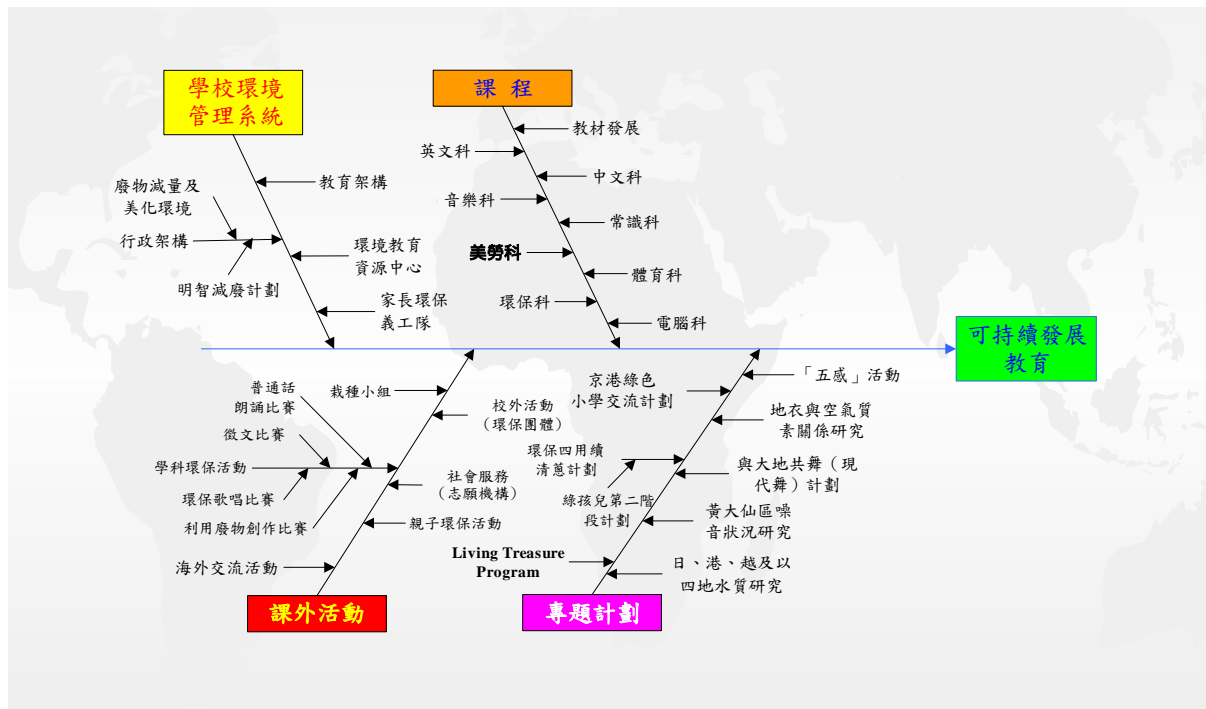 學校環境
管理系統
教育架構
廢物減量及
美化環境
行政架構
明智減廢計劃
環境教育
資源中心
家長環保
義工隊
課 程
教材發展
英文科
中文科
音樂科
常識科
美勞科
體育科
環保科
電腦科
可持續發展
教育
栽種小組
普通話
朗誦比賽
徵文比賽
學科環保活動
環保歌唱比賽
利用廢物創作比賽
校外活動
（環保團體）
社會服務
（志願機構）
親子環保活動
海外交流活動
課外活動
「五感」活動
京港綠色
小學交流計劃
地衣與空氣質
素關係研究
環保四用續
清蔥計劃
綠孩兒第二階
段計劃
與大地共舞（現
代舞）計劃
黃大仙區噪
音狀況研究
Living Treasure
Program
日、港、越及以
四地水質研究
專題計劃